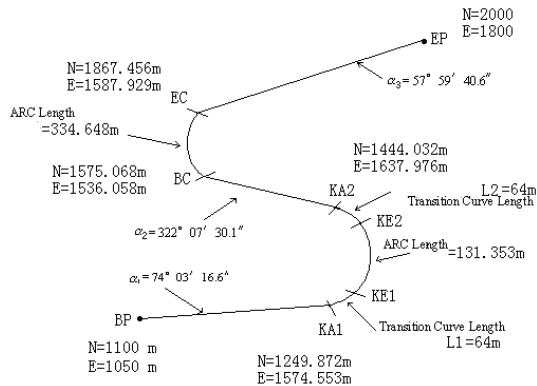 N=2000
E=1800
EP
N=1867.456m
E=1587.929m
α₃=57° 59′ 40.6″
EC
ARC Length
=334.648m
N=1444.032m
E=1637.976m
N=1575.068m
E=1536.058m
BC
KA2
L2=64m
Transition Curve Length
KE2
α₂=322° 07′ 30.1″
ARC Length
=131.353m
α₁=74° 03′ 16.6″
KE1
BP
KA1
Transition Curve Length
L1=64m
N=1100 m
E=1050 m
N=1249.872m
E=1574.553m